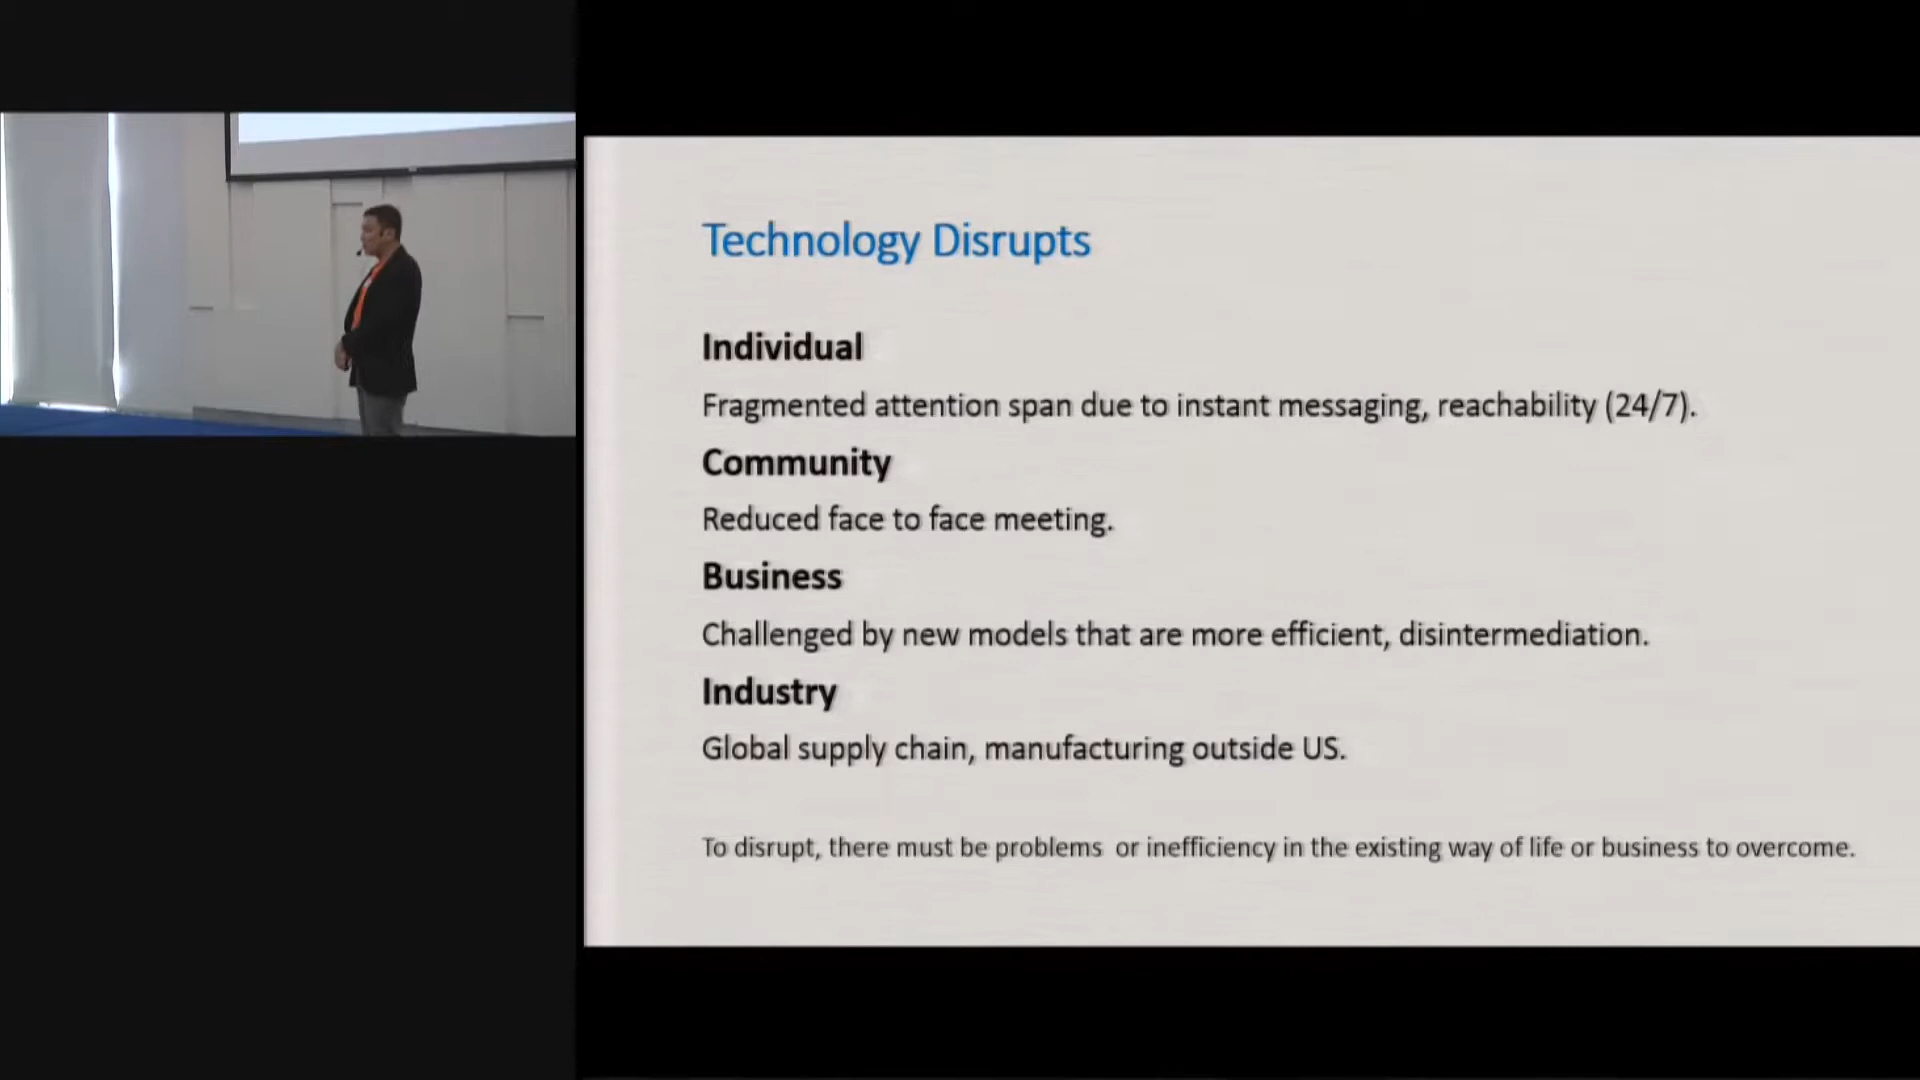 Technology Disrupts
Individual
Fragmented attention span due to instant messaging, reachability (24/7).
Community
Reduced face to face meeting.
Business
Challenged by new models that are more efficient, disintermediation.
Industry
Global supply chain, manufacturing outside US.
To disrupt, there must be problems  or inefficiency in the existing way of life or business to overcome.